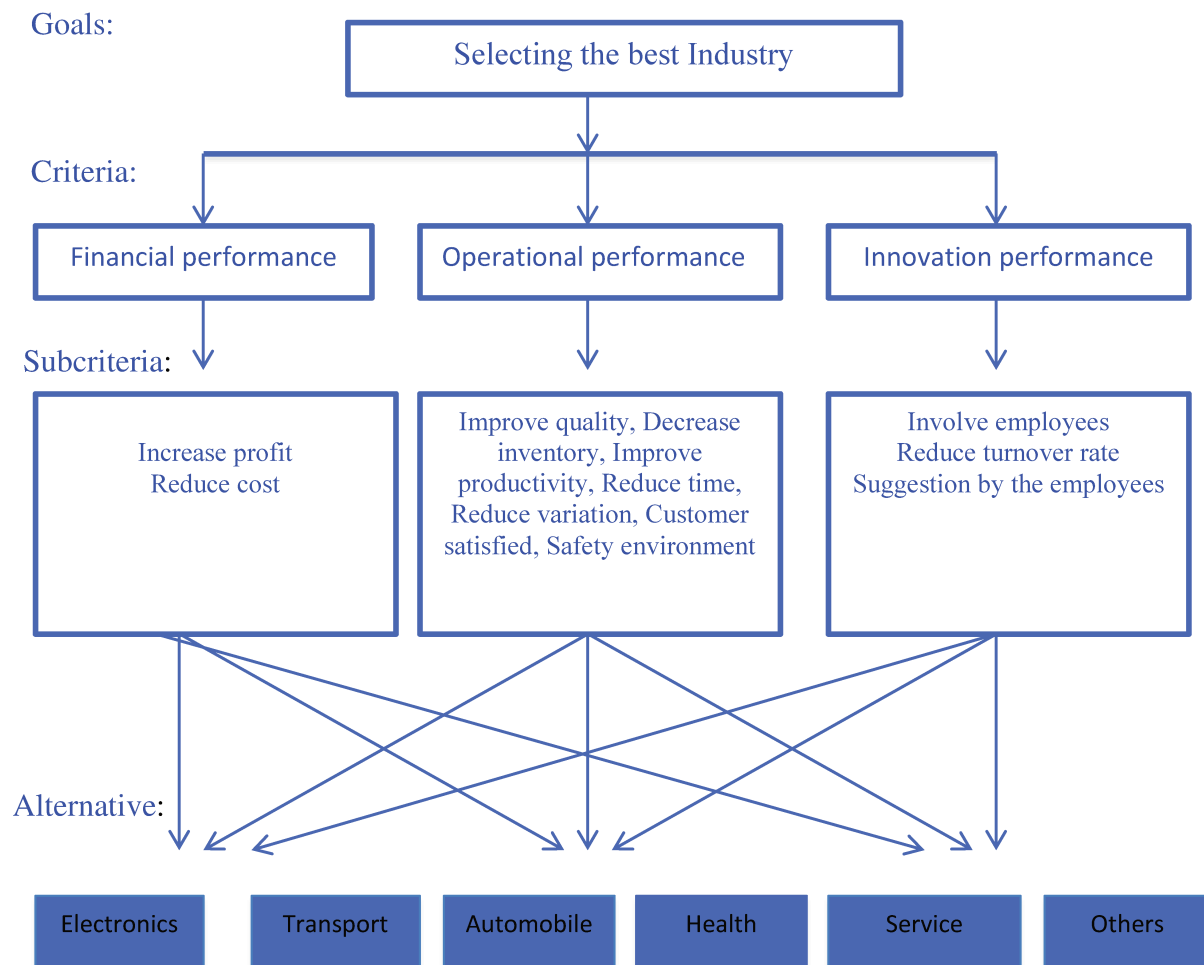 Goals:
Selecting the best Industry
Criteria:
Financial performance
Operational performance
Innovation performance
Subcriteria:
Increase profit
Reduce cost
Improve quality, Decrease
inventory, Improve
productivity, Reduce time,
Reduce variation, Customer
satisfied, Safety environment
Involve employees
Reduce turnover rate
Suggestion by the employees
Alternative:
Electronics
Transport
Automobile
Health
Service
Others